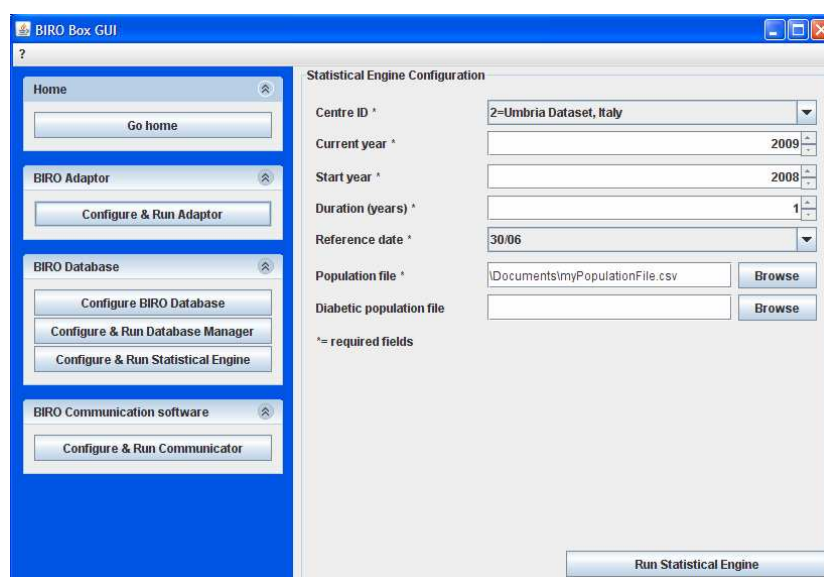 BIRO Box GUI
?
Home
Go home
BIRO Adaptor
Configure & Run Adaptor
BIRO Database
Configure BIRO Database
Configure & Run Database Manager
Configure & Run Statistical Engine
BIRO Communication software
Configure & Run Communicator
Statistical Engine Configuration
Centre ID * 2=Umbria Dataset, Italy
Current year * 2009
Start year * 2008
Duration (years) * 1
Reference date * 30/06
Population file * \Documents\myPopulationFile.csv Browse
Diabetic population file Browse
*= required fields
Run Statistical Engine